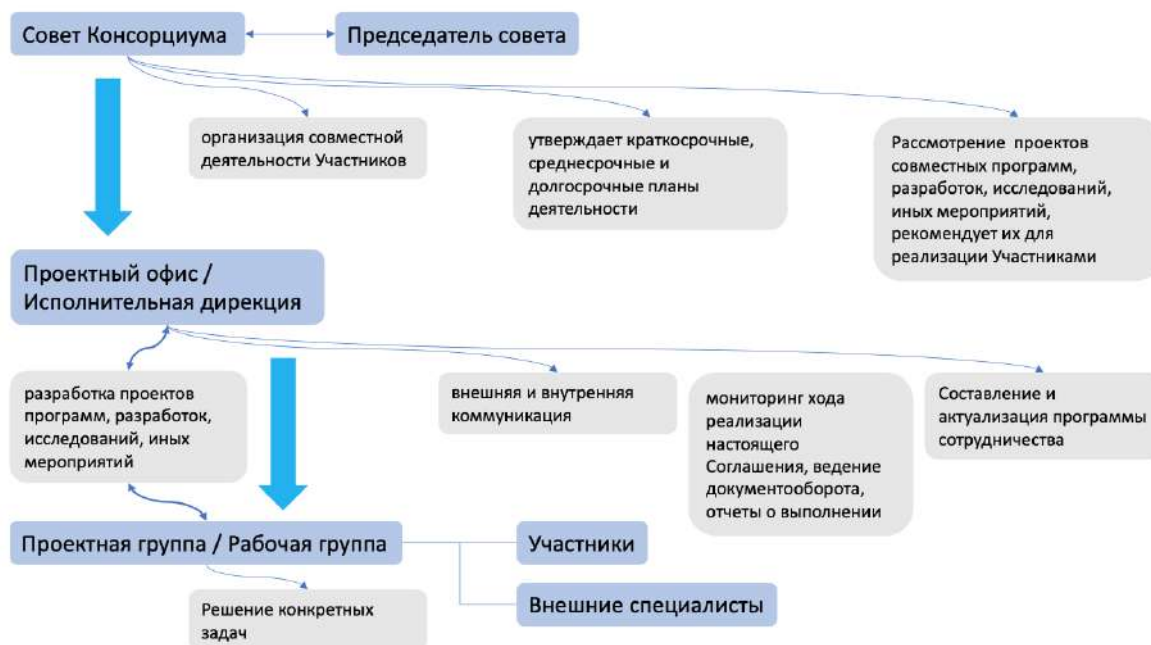 Совет Консорциума
Председатель совета
организация совместной
деятельности Участников
утверждает краткосрочные,
среднесрочные и
долгосрочные планы
деятельности
Рассмотрение проектов
совместных программ,
разработок, исследований,
иных мероприятий,
рекомендует их для
реализации Участниками
Проектный офис /
Исполнительная дирекция
разработка проектов
программ, разработок,
исследований, иных
мероприятий
внешняя и внутренняя
коммуникация
мониторинг хода
реализации
настоящего
Соглашения, ведение
документооборота,
отчеты о выполнении
Составление и
актуализация программы
сотрудничества
Проектная группа / Рабочая группа
Участники
Внешние специалисты
Решение конкретных
задач